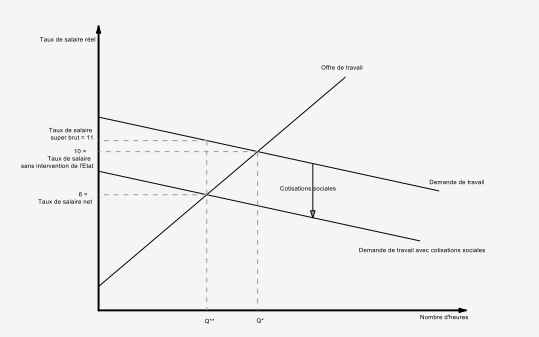 Taux de salaire réel
Offre de travail
Taux de salaire
super brut = 11
10 =
Taux de salaire
sans intervention de l'Etat
Demande de travail
Cotisations sociales
6 =
Taux de salaire net
Demande de travail avec cotisations sociales
Nombre d'heures
Q**
Q*